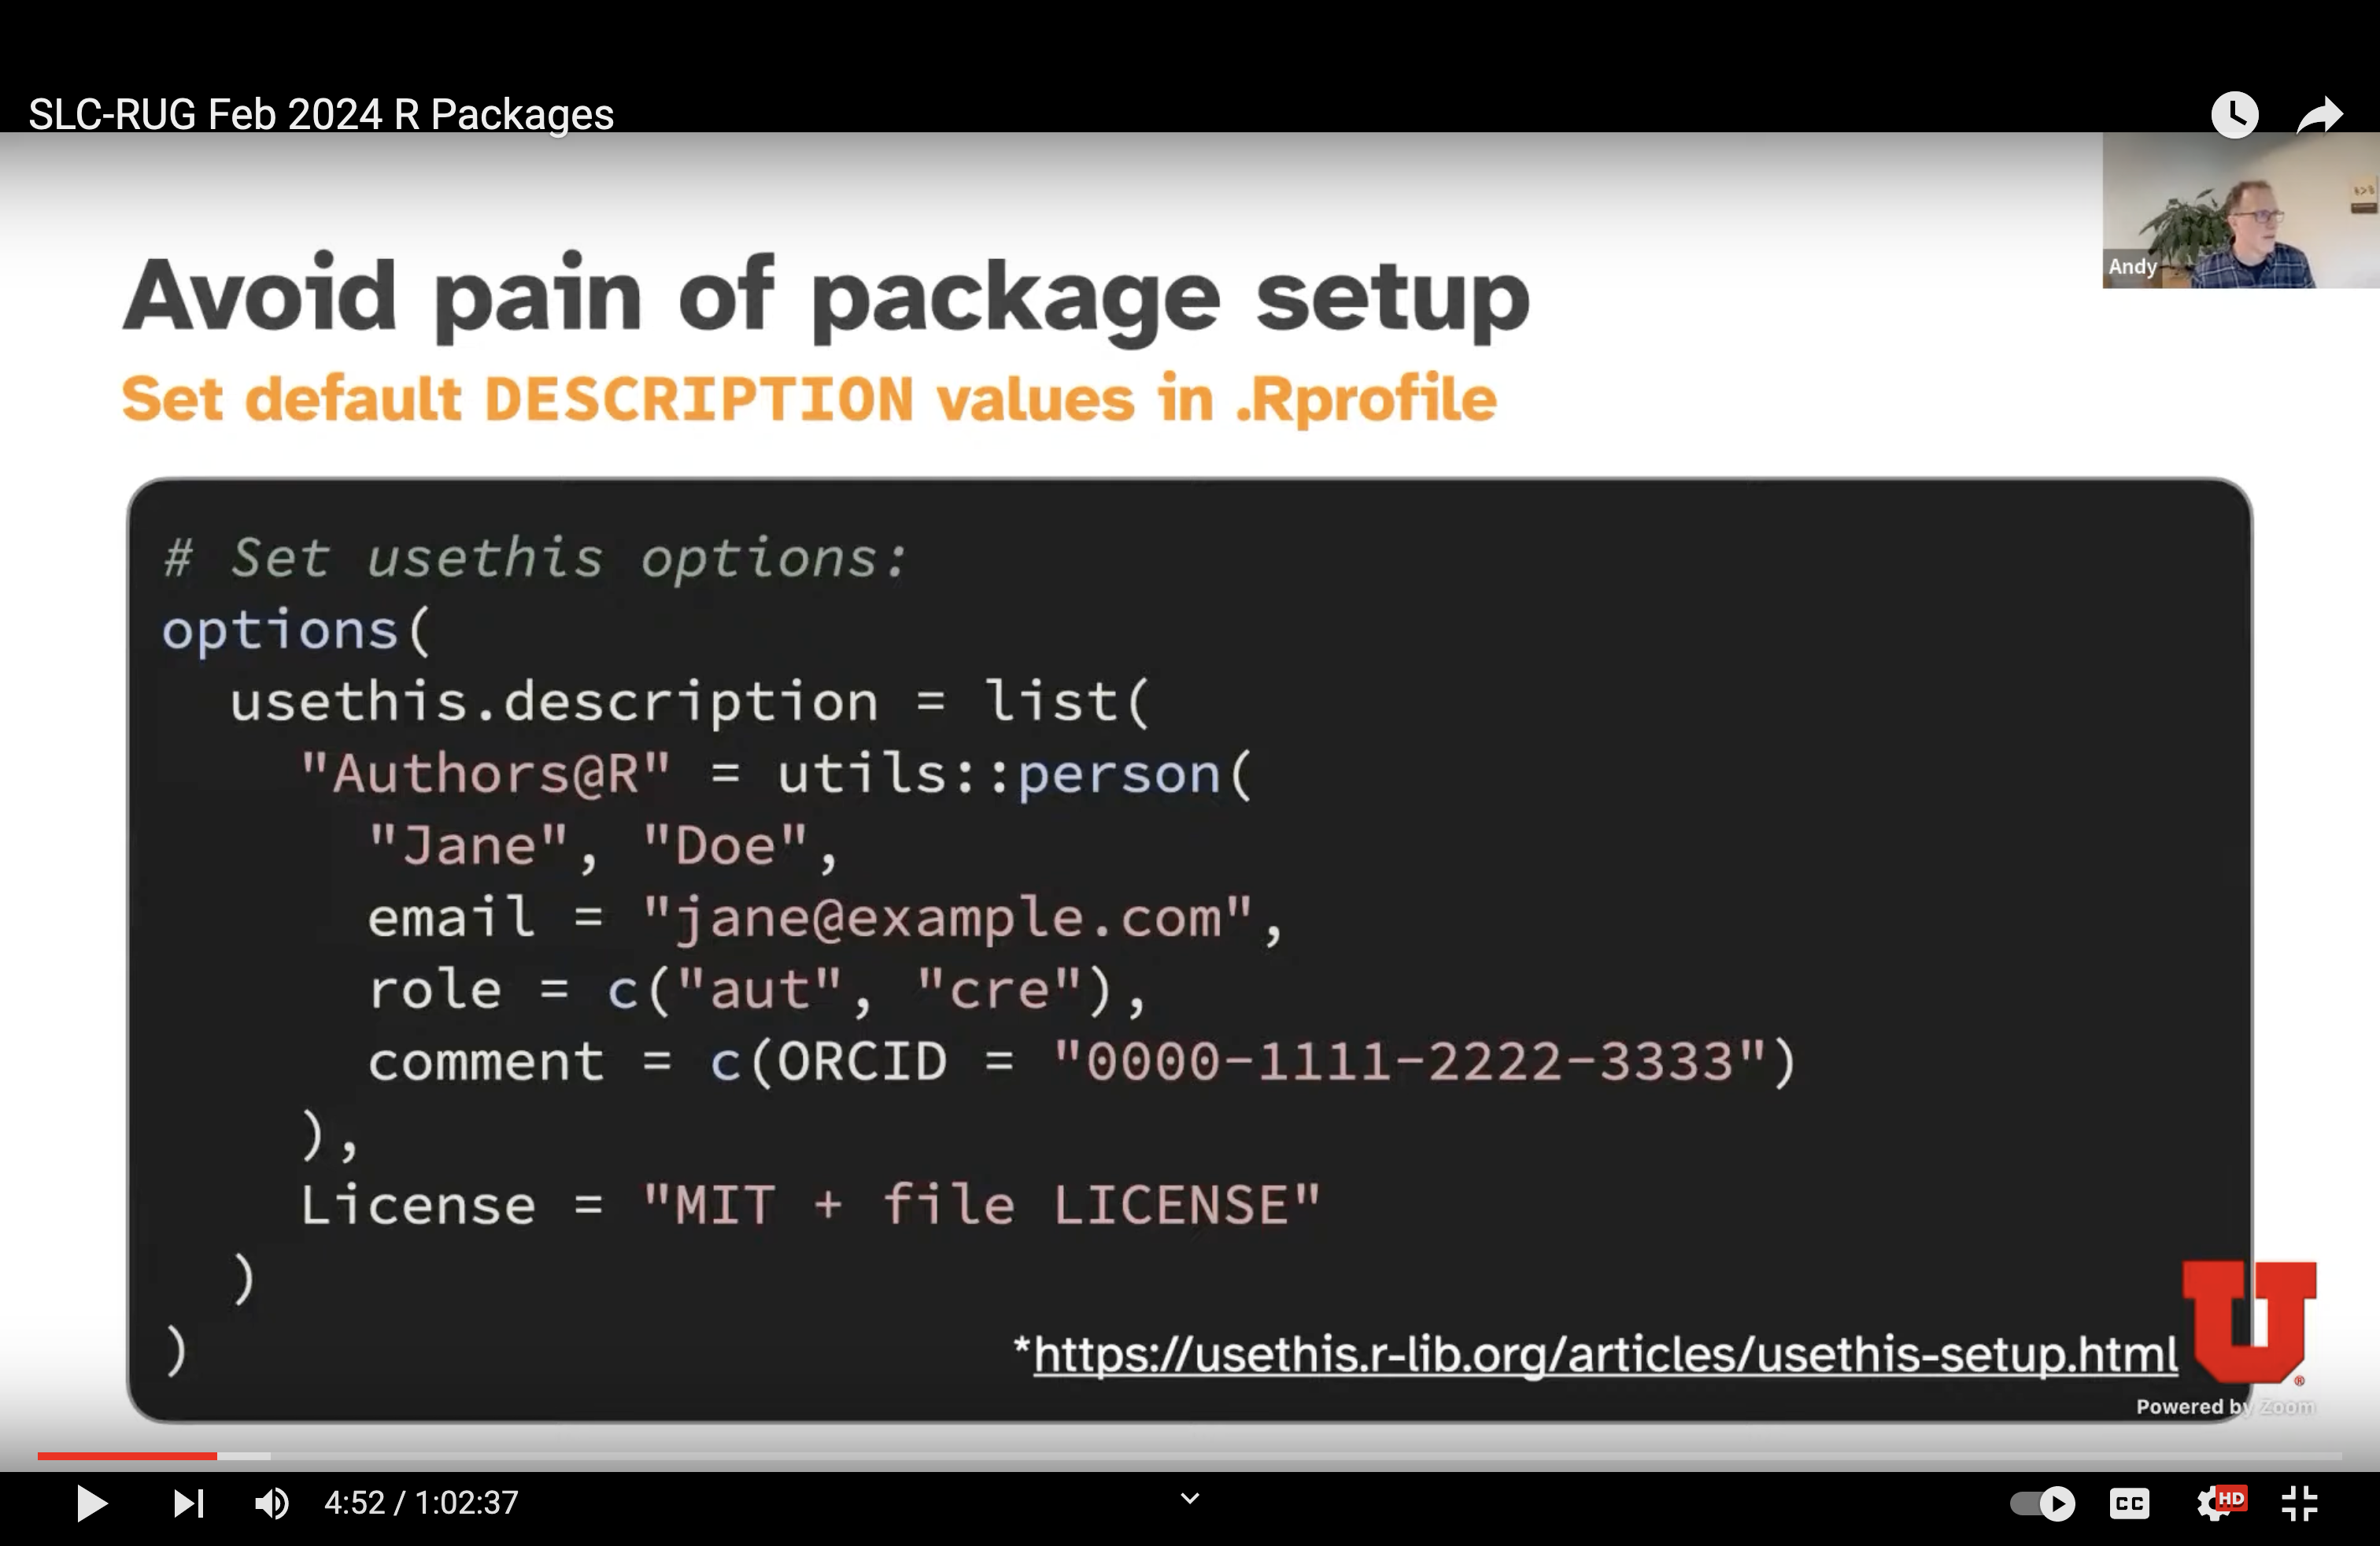 SLC-RUG Feb 2024 R Packages
Andy
Avoid pain of package setup
Set default DESCRIPTION values in .Rprofile
# Set usethis options:
options(
  usethis.description = list(
    "Authors@R" = utils::person(
      "Jane", "Doe",
      email = "jane@example.com",
      role = c("aut", "cre"),
      comment = c(ORCID = "0000-1111-2222-3333")
    ),
    License = "MIT + file LICENSE"
  )
)
*https://usethis.r-lib.org/articles/usethis-setup.html
U®
Powered by Zoom
4:52 / 1:02:37
CC
HD